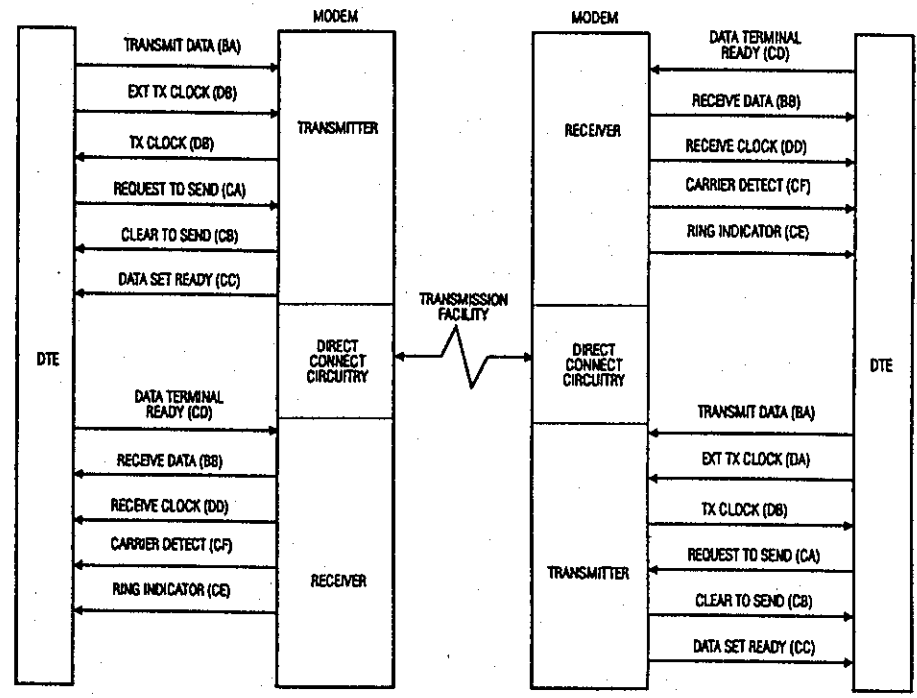 MODEM
MODEM
TRANSMIT DATA (BA)
EXT TX CLOCK (DB)
TX CLOCK (DB)
REQUEST TO SEND (CA)
CLEAR TO SEND (CB)
DATA SET READY (CC)
DTE
DATA TERMINAL
READY (CD)
RECEIVE DATA (BB)
RECEIVE CLOCK (DD)
CARRIER DETECT (CF)
RING INDICATOR (CE)
TRANSMITTER
DIRECT
CONNECT
CIRCUITRY
RECEIVER
TRANSMISSION
FACILITY
RECEIVER
DIRECT
CONNECT
CIRCUITRY
TRANSMITTER
DATA TERMINAL
READY (CD)
RECEIVE DATA (BB)
RECEIVE CLOCK (DD)
CARRIER DETECT (CF)
RING INDICATOR (CE)
DTE
TRANSMIT DATA (BA)
EXT TX CLOCK (DA)
TX CLOCK (DB)
REQUEST TO SEND (CA)
CLEAR TO SEND (CB)
DATA SET READY (CC)